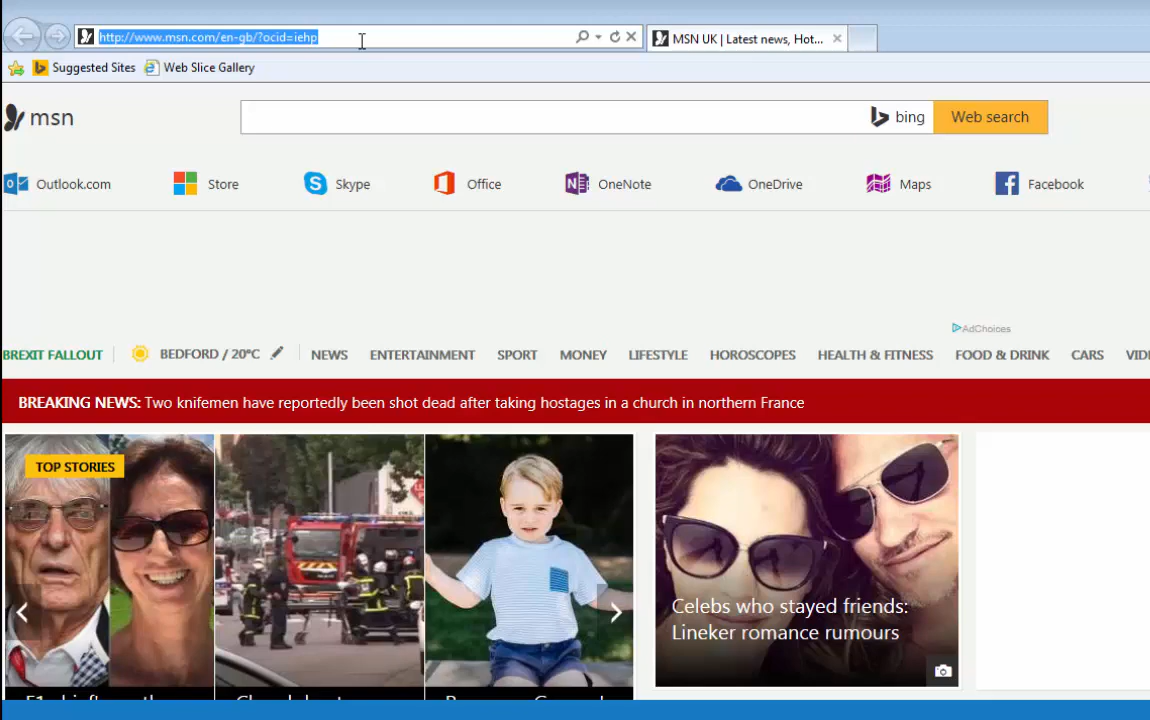 http://www.msn.com/en-gb/?ocid=iehp
MSN UK | Latest news, Hot...
Suggested Sites
Web Slice Gallery
msn
bing
Web search
Outlook.com
Store
Skype
Office
OneNote
OneDrive
Maps
Facebook
AdChoices
BREXIT FALLOUT
BEDFORD / 20°C
NEWS
ENTERTAINMENT
SPORT
MONEY
LIFESTYLE
HOROSCOPES
HEALTH & FITNESS
FOOD & DRINK
CARS
BREAKING NEWS: Two knifemen have reportedly been shot dead after taking hostages in a church in northern France
TOP STORIES
Celebs who stayed friends:
Lineker romance rumours